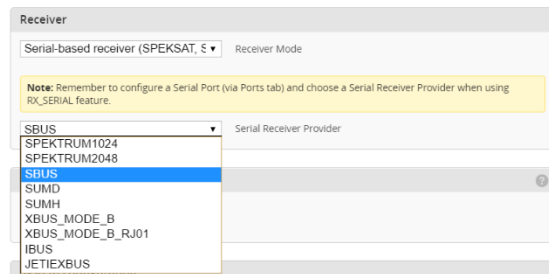 Receiver
Serial-based receiver (SPEKSAT, S
Receiver Mode
Note: Remember to configure a Serial Port (via Ports tab) and choose a Serial Receiver Provider when using
RX_SERIAL feature.
SBUS
Serial Receiver Provider
SPEKTRUM1024
SPEKTRUM2048
SBUS
SUMD
SUMH
XBUS_MODE_B
XBUS_MODE_B_RJ01
IBUS
JETIEXBUS